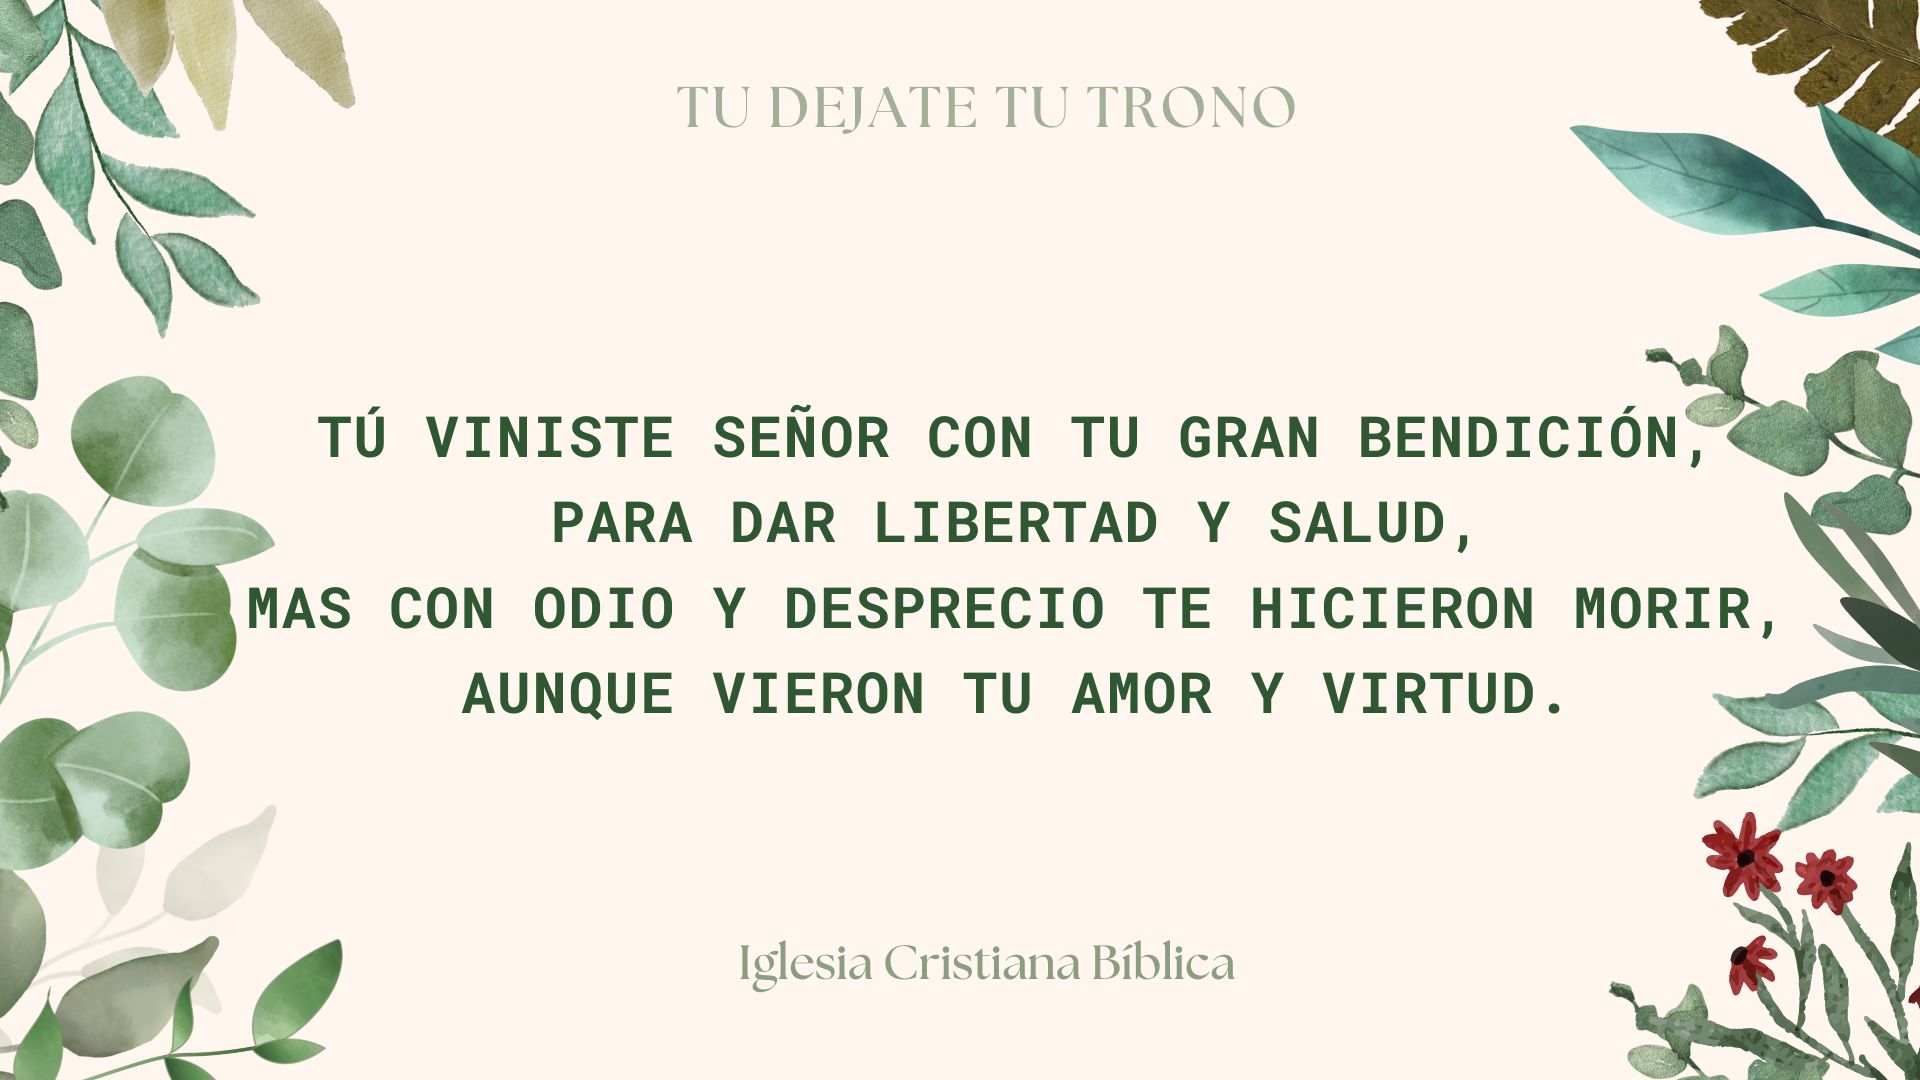 TU DEJATE TU TRONO
TÚ VINISTE SEÑOR CON TU GRAN BENDICIÓN,
PARA DAR LIBERTAD Y SALUD,
MAS CON ODIO Y DESPRECIO TE HICIERON MORIR,
AUNQUE VIERON TU AMOR Y VIRTUD.
Iglesia Cristiana Bíblica